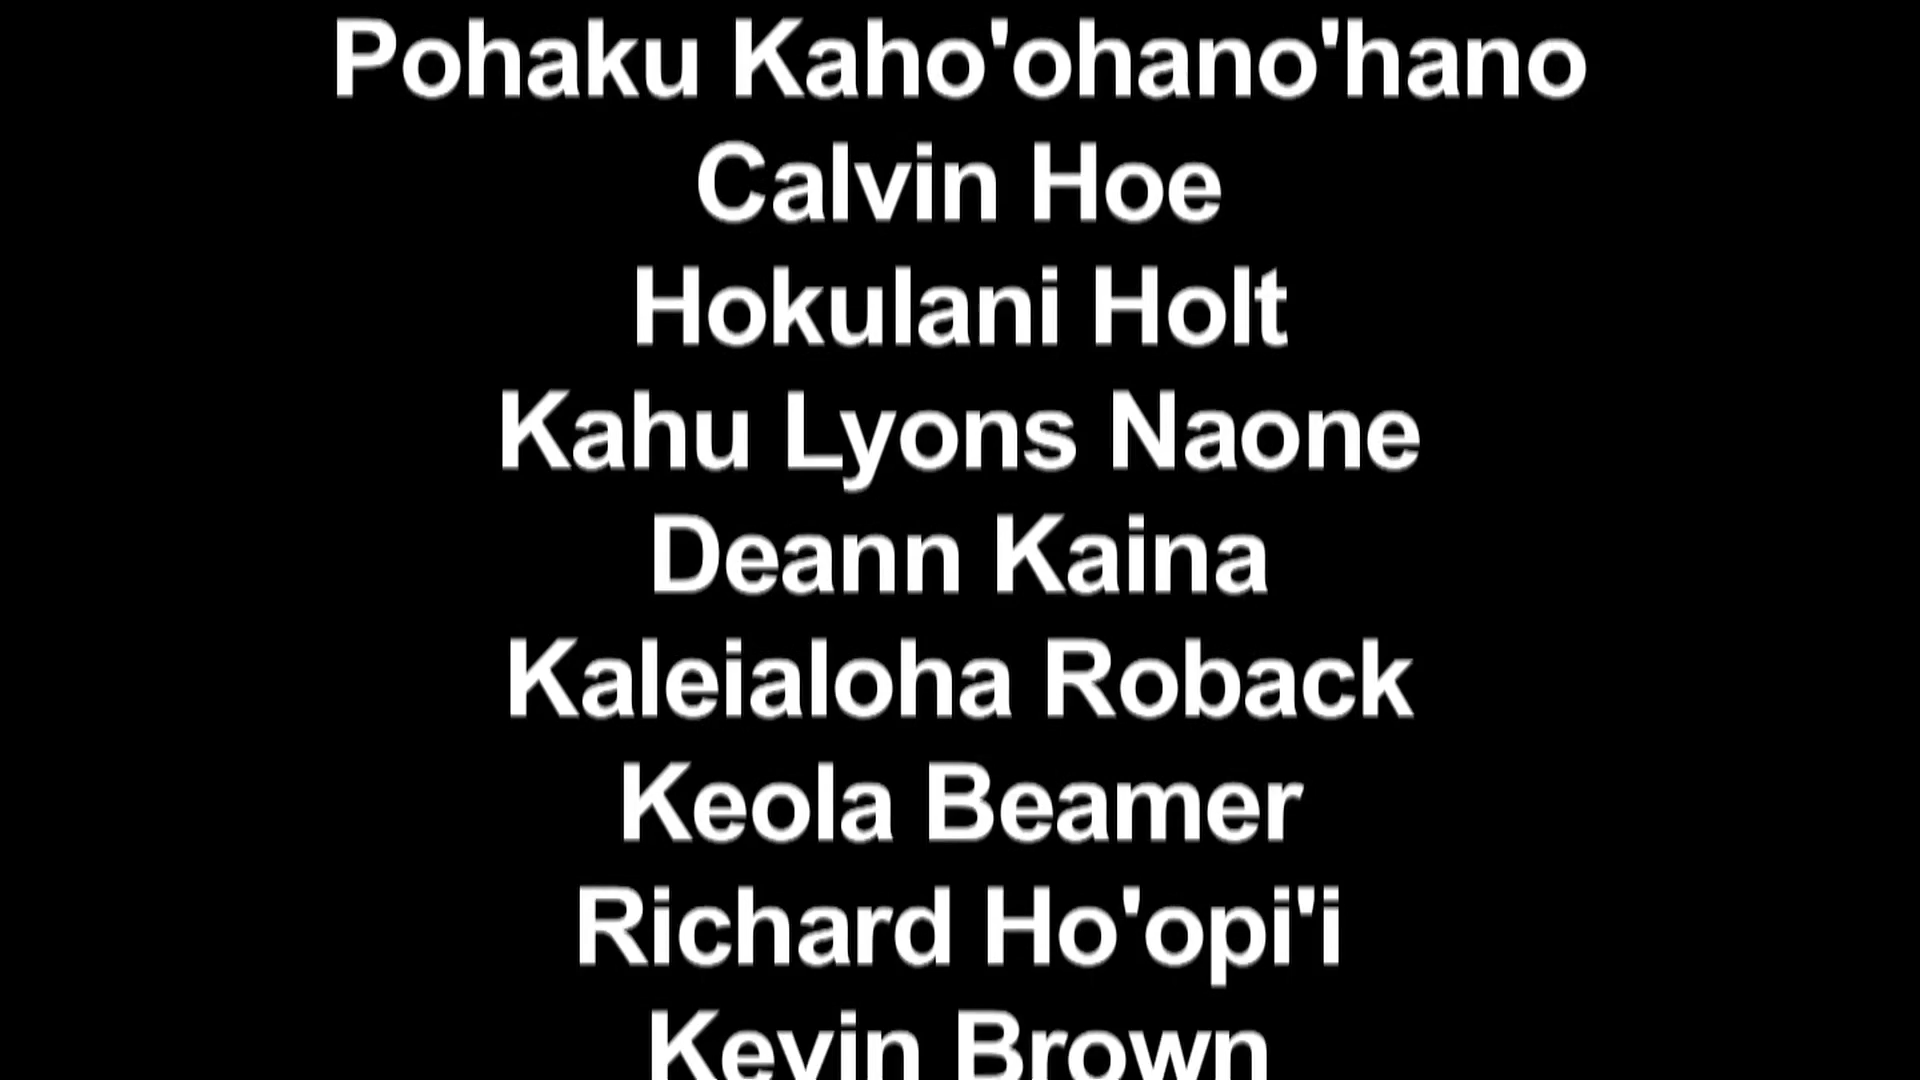 Pohaku Kaho'ohano'hano
Calvin Hoe
Hokulani Holt
Kahu Lyons Naone
Deann Kaina
Kaleialoha Roback
Keola Beamer
Richard Ho'opi'i
Kevin Brown